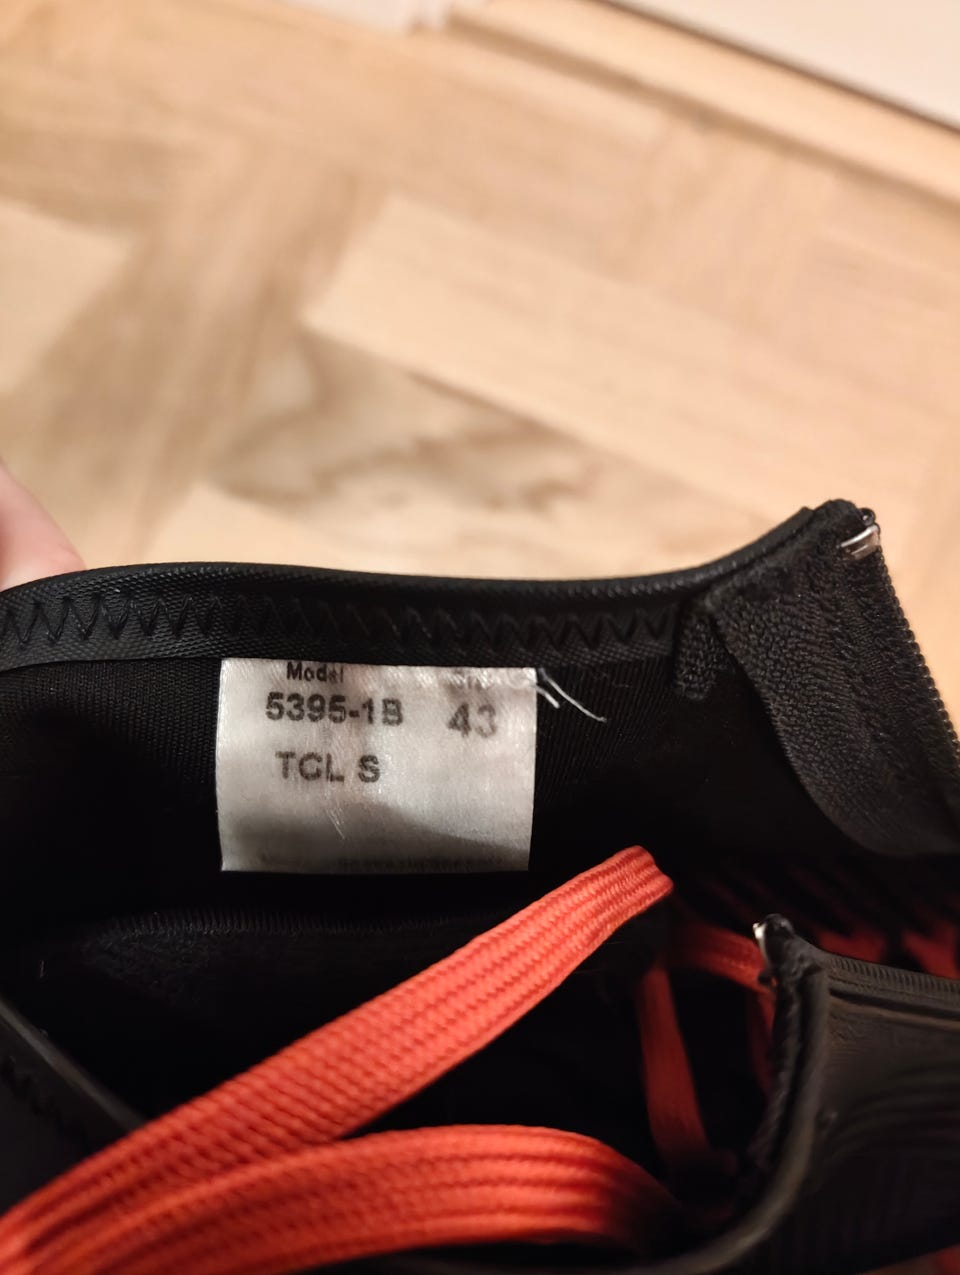 Model
5395-1B 43
TCL S